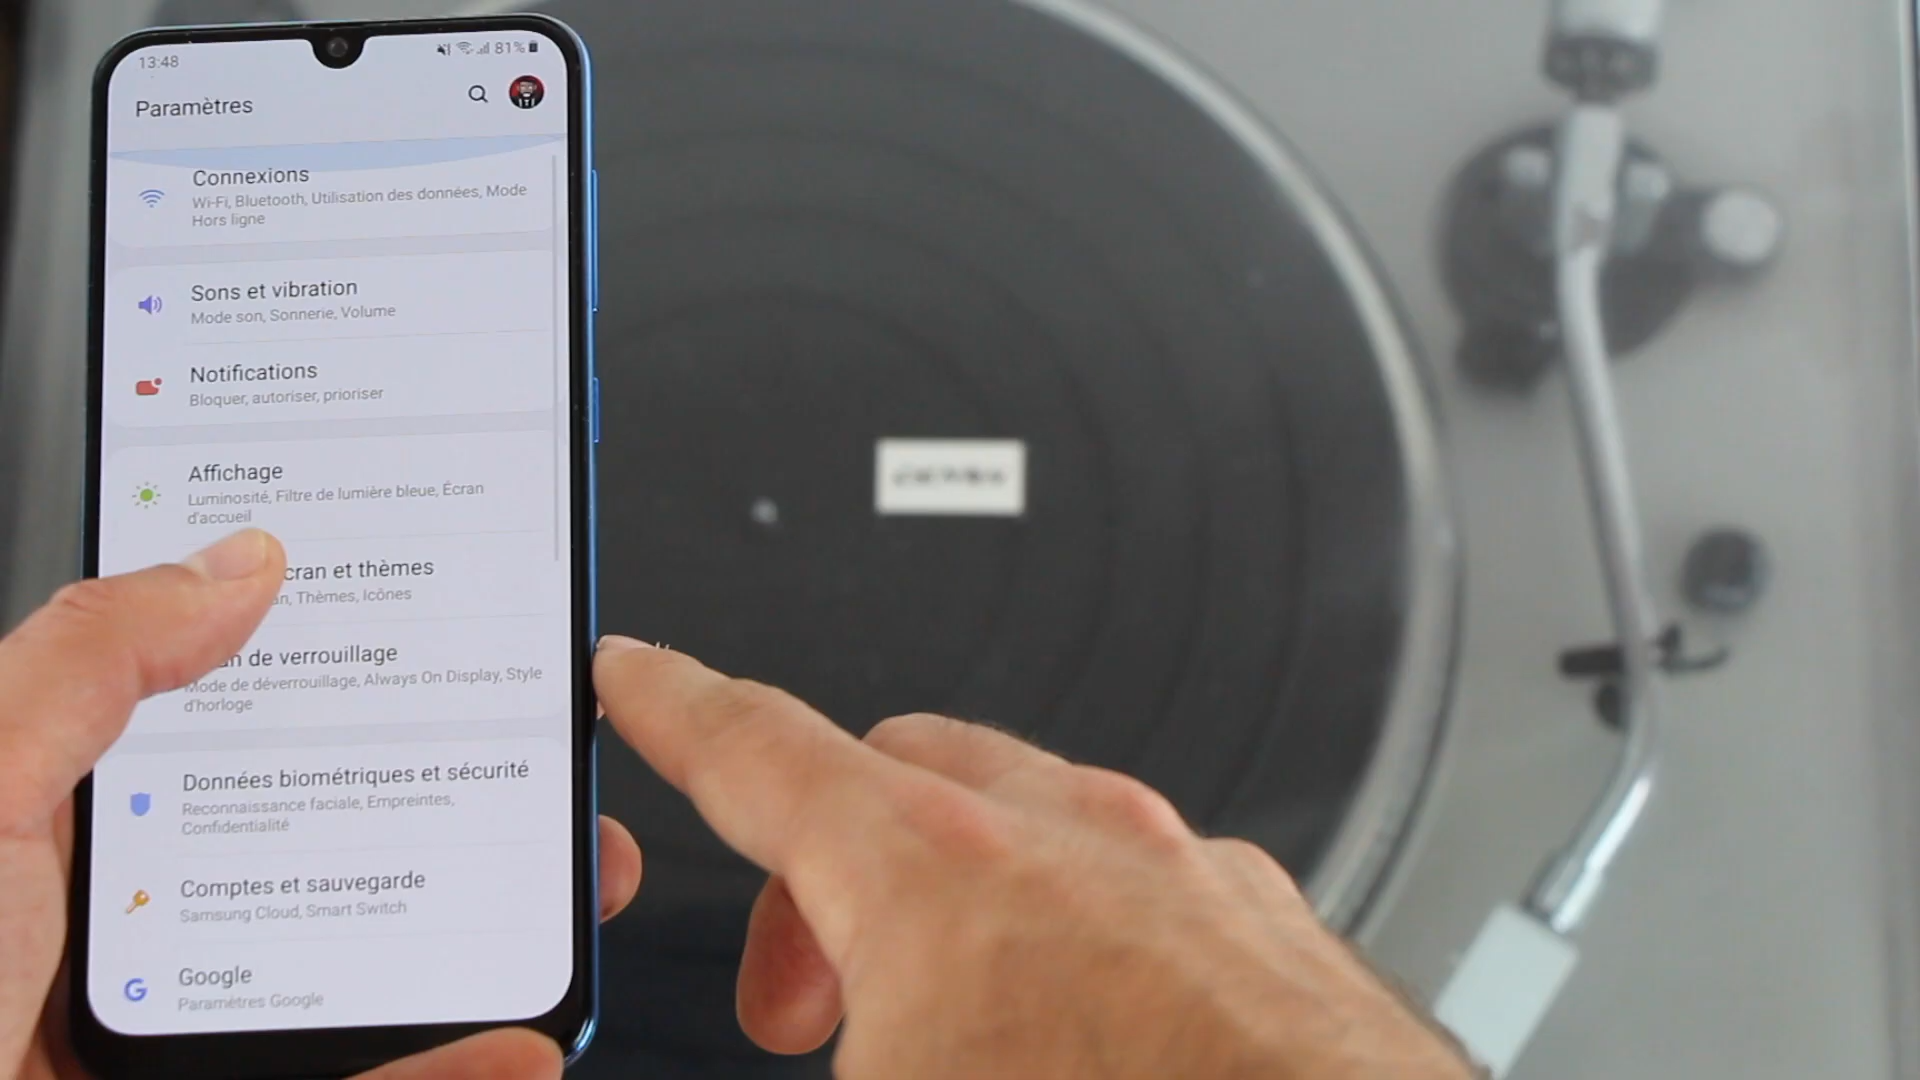 13:48
81%
Paramètres
Connexions
Wi-Fi, Bluetooth, Utilisation des données, Mode
Hors ligne
Sons et vibration
Mode son, Sonnerie, Volume
Notifications
Bloquer, autoriser, prioriser
Affichage
Luminosité, Filtre de lumière bleue, Écran
d'accueil
cran et thèmes
Thèmes, Icônes
de verrouillage
Mode de déverrouillage, Always On Display, Style
d'horloge
Données biométriques et sécurité
Reconnaissance faciale, Empreintes,
Confidentialité
Comptes et sauvegarde
Samsung Cloud, Smart Switch
Google
Paramètres Google